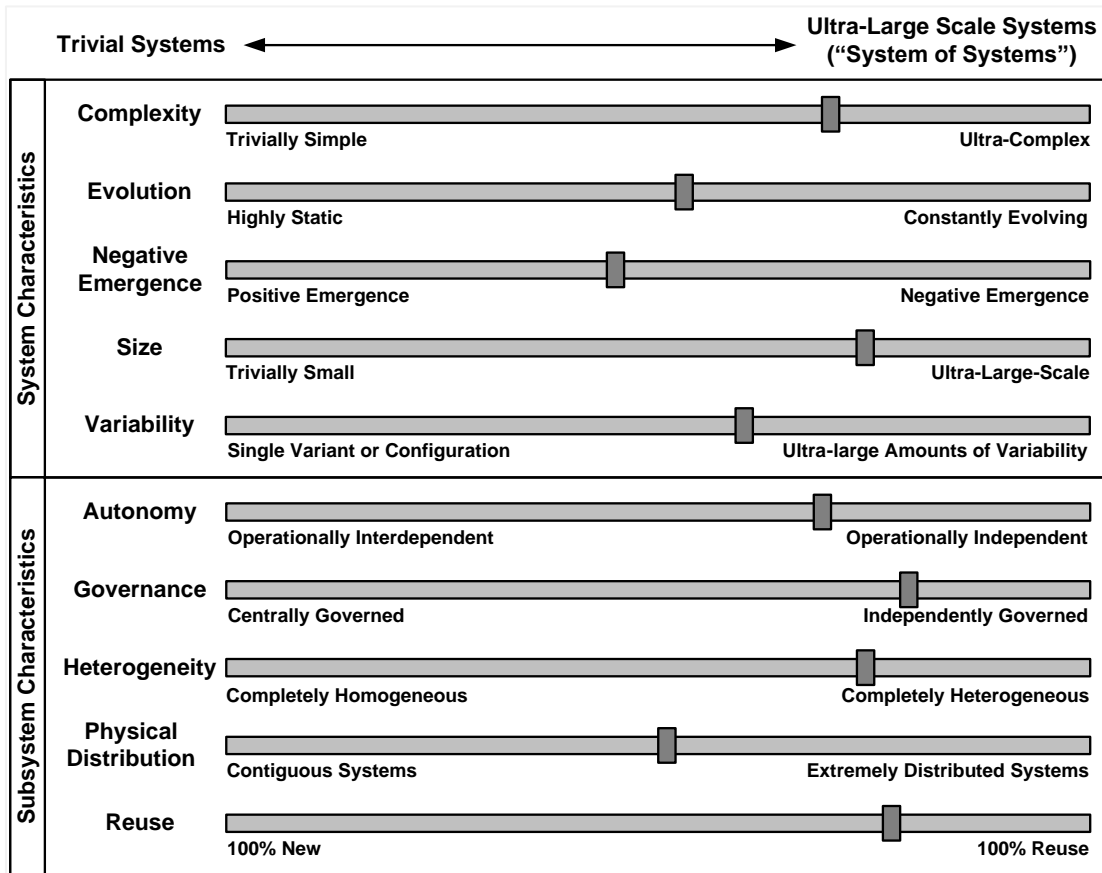 Trivial Systems
Ultra-Large Scale Systems
(“System of Systems”)
System Characteristics
Complexity
Trivially Simple
Ultra-Complex
Evolution
Highly Static
Constantly Evolving
Negative
Emergence
Positive Emergence
Negative Emergence
Size
Trivially Small
Ultra-Large-Scale
Variability
Single Variant or Configuration
Ultra-large Amounts of Variability
Subsystem Characteristics
Autonomy
Operationally Interdependent
Operationally Independent
Governance
Centrally Governed
Independently Governed
Heterogeneity
Completely Homogeneous
Completely Heterogeneous
Physical
Distribution
Contiguous Systems
Extremely Distributed Systems
Reuse
100% New
100% Reuse